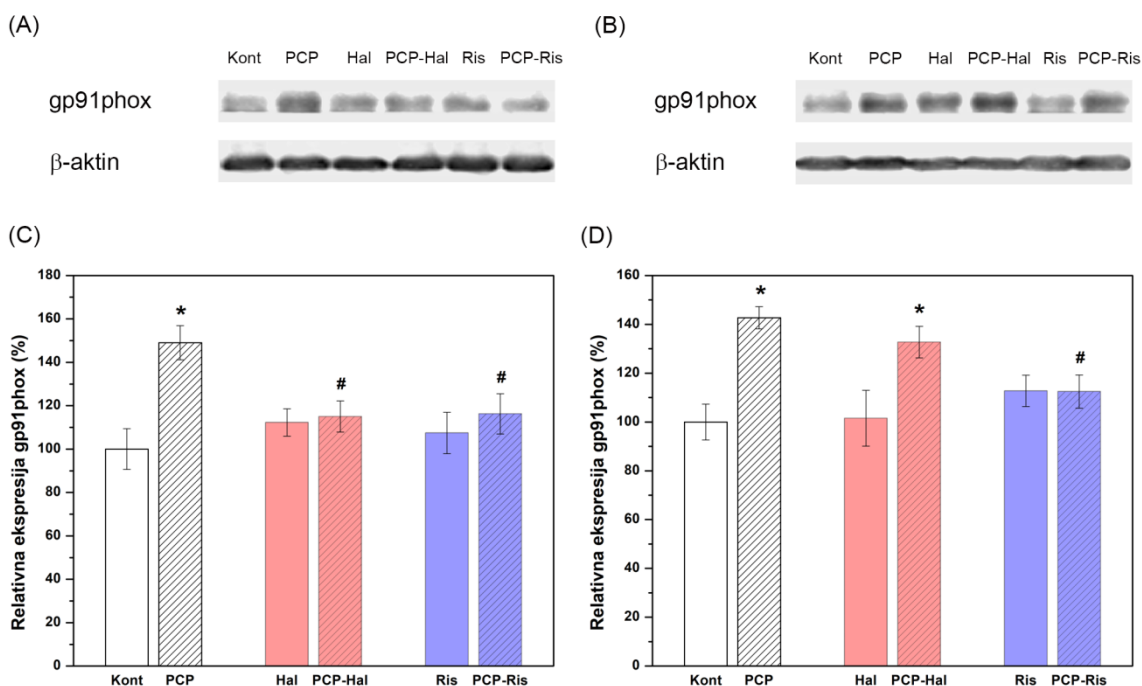 (A)
Kont PCP Hal PCP-Hal Ris PCP-Ris
gp91phox
β-aktin
(B)
Kont PCP Hal PCP-Hal Ris PCP-Ris
gp91phox
β-aktin
(C)
Relativna ekspresija gp91phox (%)
180
160
140
120
100
80
60
40
20
0
*
#
#
Kont PCP Hal PCP-Hal Ris PCP-Ris
(D)
Relativna ekspresija gp91phox (%)
160
140
120
100
80
60
40
20
0
*
*
#
Kont PCP Hal PCP-Hal Ris PCP-Ris